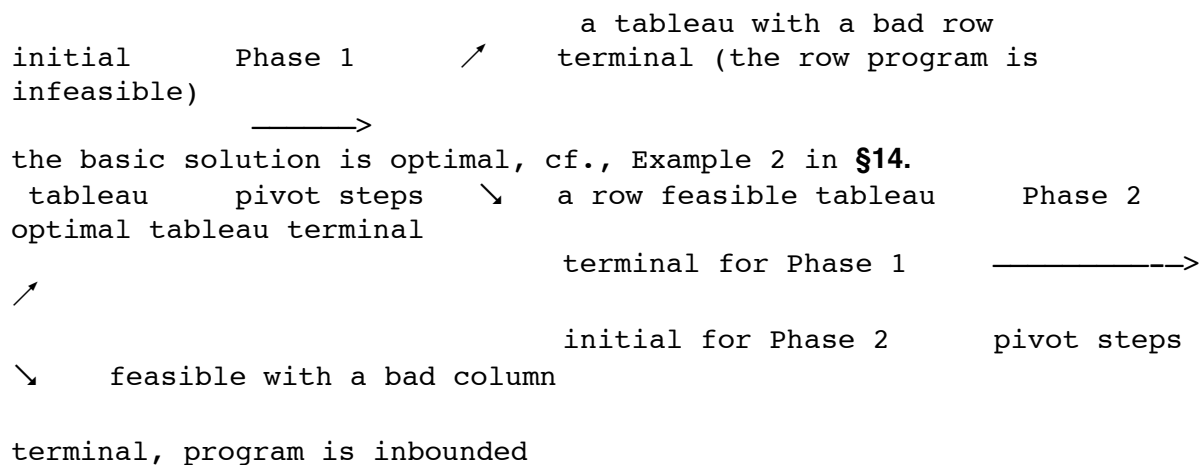 a tableau with a bad row
initial Phase 1 ↗ terminal (the row program is
infeasible)
———————>
the basic solution is optimal, cf., Example 2 in §14.
tableau pivot steps ↘ a row feasible tableau Phase 2
optimal tableau terminal
terminal for Phase 1 ——————————-—>
↗
initial for Phase 2 pivot steps
↘ feasible with a bad column
terminal, program is inbounded